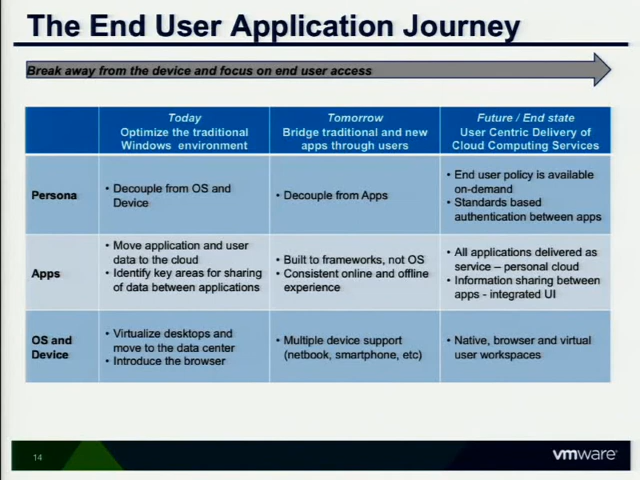 The End User Application Journey
Break away from the device and focus on end user access
Today
Optimize the traditional
Windows environment
Tomorrow
Bridge traditional and new
apps through users
Future / End state
User Centric Delivery of
Cloud Computing Services
Persona
• Decouple from OS and
Device
• Decouple from Apps
• End user policy is available
on-demand
• Standards based
authentication between apps
Apps
• Move application and user
data to the cloud
• Identify key areas for sharing
of data between applications
• Built to frameworks, not OS
• Consistent online and offline
experience
• All applications delivered as
service – personal cloud
• Information sharing between
apps - integrated UI
OS and
Device
• Virtualize desktops and
move to the data center
• Introduce the browser
• Multiple device support
(netbook, smartphone, etc)
• Native, browser and virtual
user workspaces
14
vmware